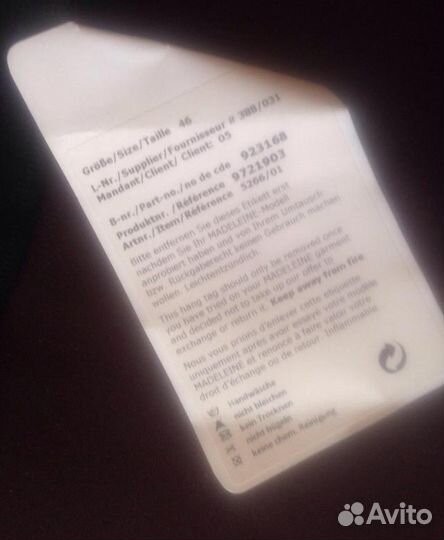 Größe/Size/Taille 46
L-Nr./Supplier/Fournisseur # 388/031
Mandant/Client/ Client: 05
B-nr./Part-no./no de cde 923168
Produktnr. /Référence 9721903
Artnr./Item/Référence 5266/01
Bitte entfernen Sie dieses Etikett erst
nachdem Sie Ihr MADELEINE-Modell
anprobiert haben und von Ihrem Umtausch
bzw. Rückgaberecht keinen Gebrauch machen
wollen. Leichtentzündlich.
This hang tag should only be removed once
you have tried on your MADELEINE garment
and decided not to take up our offer to
exchange or return it. Keep away from fire
Nous vous prions d'enlever cette etiquette
uniquement après avoir essayé votre modèle
MADELEINE et renoncé à faire valoir votre
droit d'échange ou de retour. Inflammable.
Handwäsche
nicht bleichen
kein Trocknen
nicht bügeln
keine chem. Reinigung
Avito